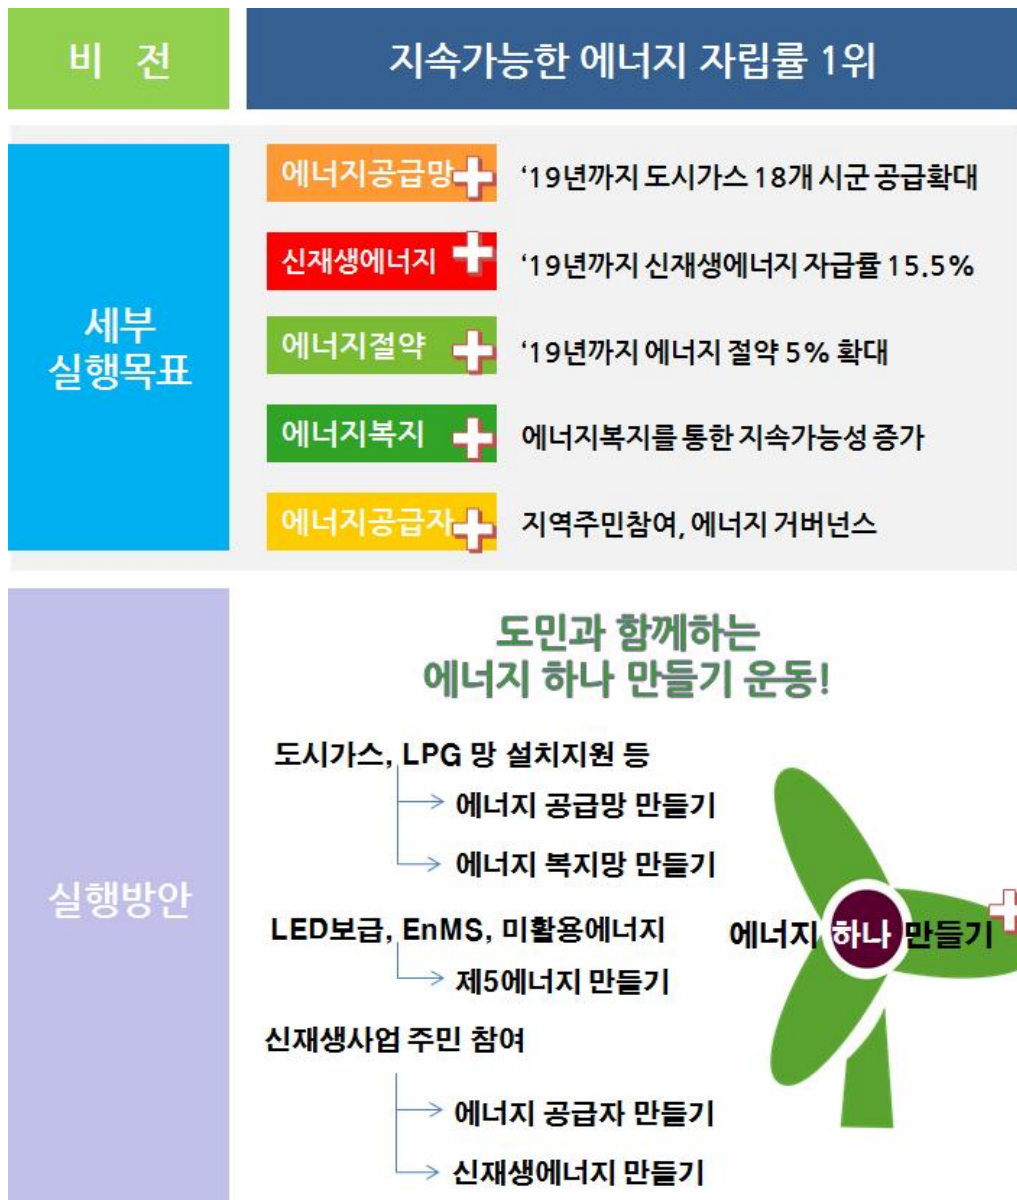 비 전
지속가능한 에너지 자립률 1위
세부
실행목표
에너지공급망
‘19년까지 도시가스 18개 시군 공급확대
신재생에너지
‘19년까지 신재생에너지 자급률 15.5%
에너지절약
‘19년까지 에너지 절약 5% 확대
에너지복지
에너지복지를 통한 지속가능성 증가
에너지공급자
지역주민참여, 에너지 거버넌스
실행방안
도민과 함께하는
에너지 하나 만들기 운동!
도시가스, LPG 망 설치지원 등
에너지 공급망 만들기
에너지 복지망 만들기
LED보급, EnMS, 미활용에너지
제5에너지 만들기
신재생사업 주민 참여
에너지 공급자 만들기
신재생에너지 만들기
에너지 하나 만들기